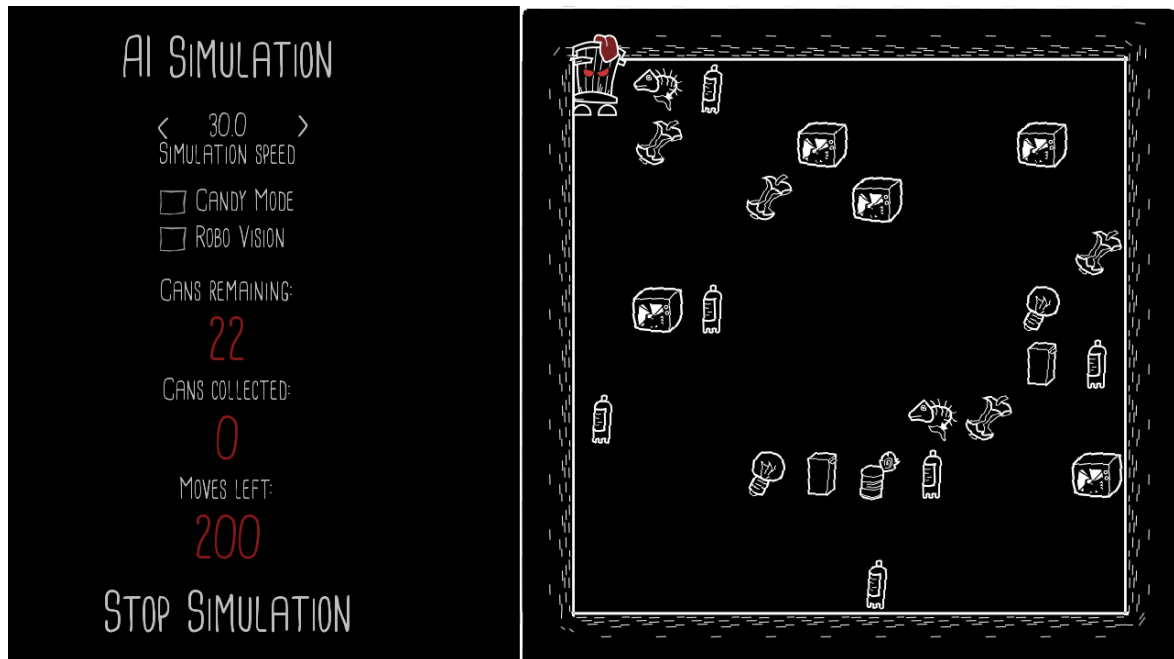 AI SIMULATION
< 30.0 >
SIMULATION SPEED
CANDY MODE
ROBO VISION
CANS REMAINING:
22
CANS COLLECTED:
0
MOVES LEFT:
200
STOP SIMULATION